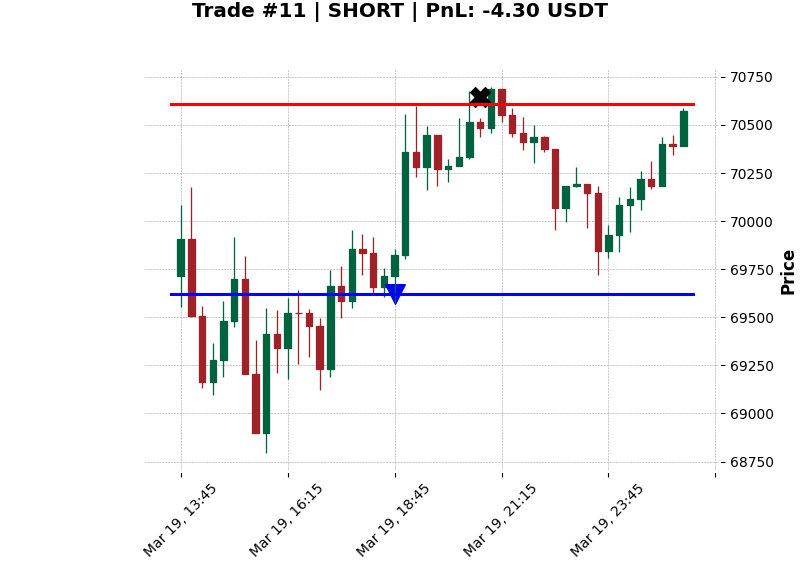 Trade #11 | SHORT | PnL: -4.30 USDT
70750
70500
70250
70000
69750
69500
69250
69000
68750
Price
Mar 19, 13:45
Mar 19, 16:15
Mar 19, 18:45
Mar 19, 21:15
Mar 19, 23:45